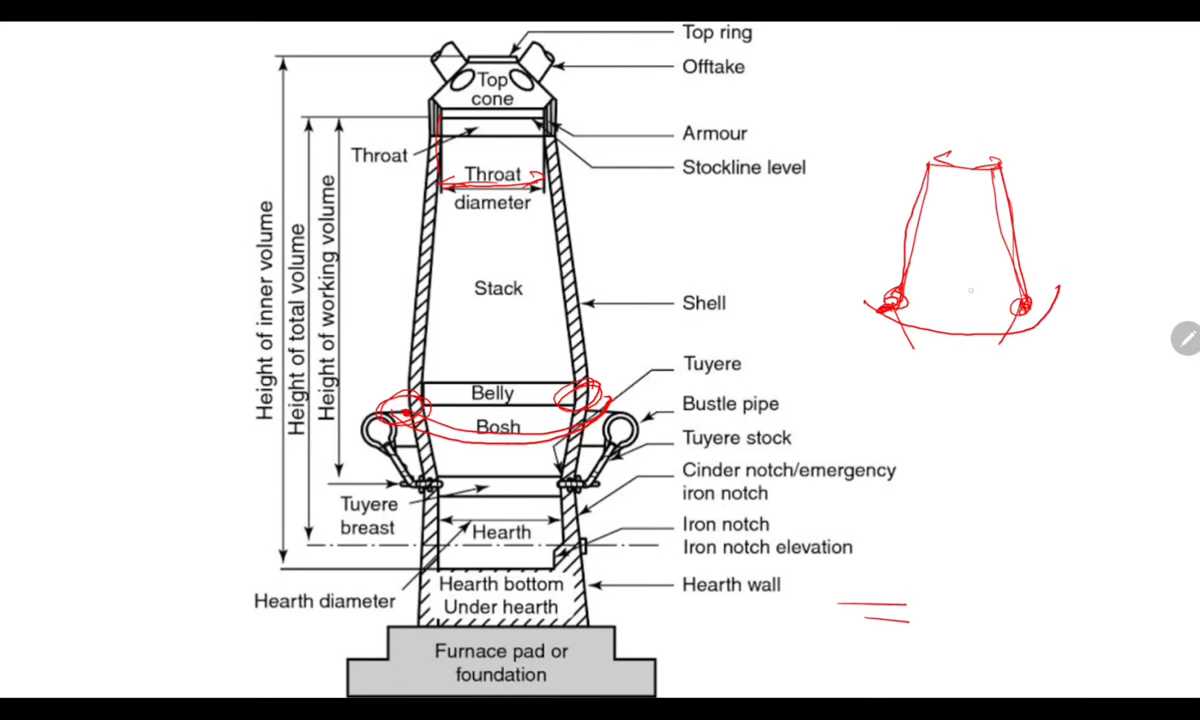 Top ring
Offtake
Top
cone
Armour
Throat
Stockline level
Throat
diameter
Height of inner volume
Height of total volume
Height of working volume
Stack
Shell
Tuyere
Belly
Bustle pipe
Bosh
Tuyere stock
Cinder notch/emergency
iron notch
Tuyere
breast
Iron notch
Hearth
Iron notch elevation
Hearth bottom
Hearth wall
Hearth diameter
Under hearth
Furnace pad or
foundation